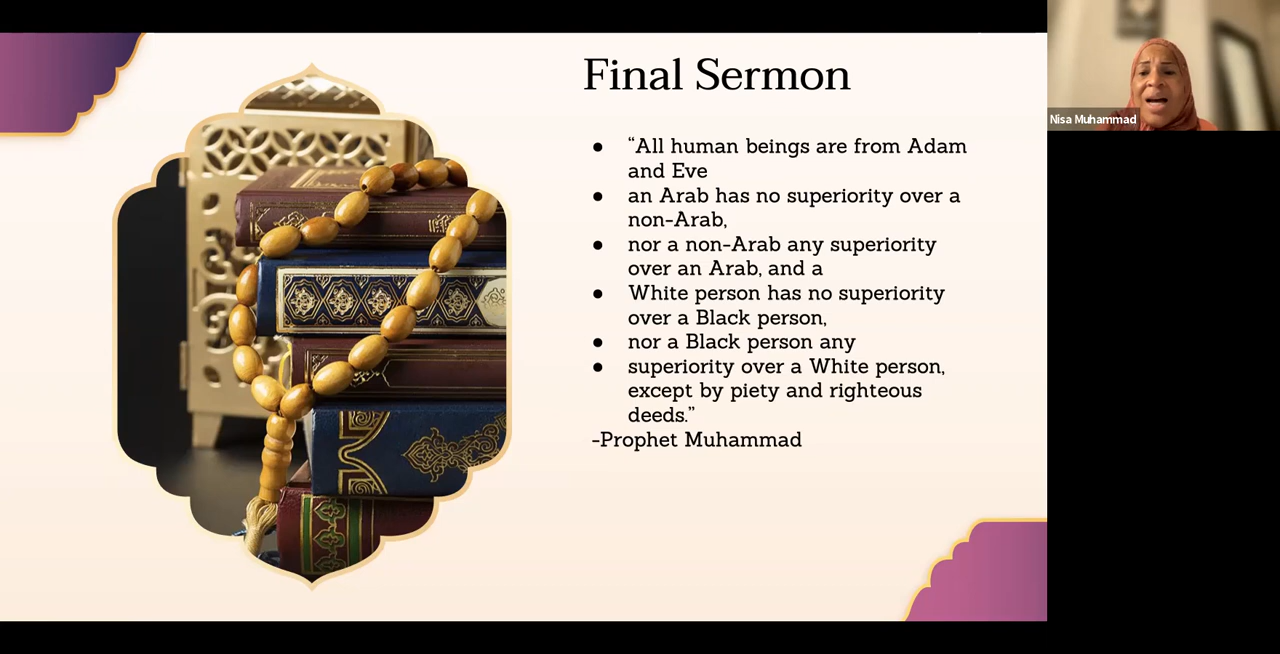 Final Sermon
● “All human beings are from Adam
and Eve
● an Arab has no superiority over a
non-Arab,
● nor a non-Arab any superiority
over an Arab, and a
● White person has no superiority
over a Black person,
● nor a Black person any
● superiority over a White person,
except by piety and righteous
deeds.”
-Prophet Muhammad
Nisa Muhammad